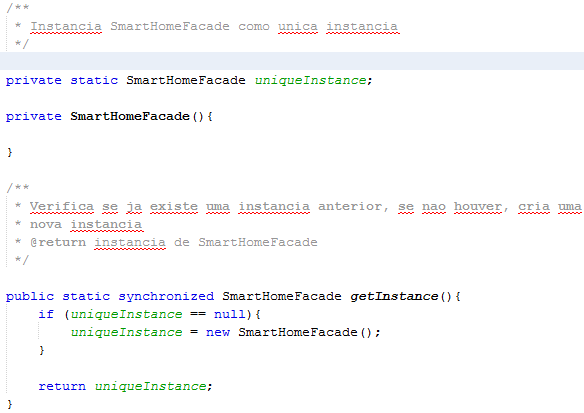 /**
 * Instancia SmartHomeFacade como unica instancia
 */
private static SmartHomeFacade uniqueInstance;
private SmartHomeFacade(){
}
/**
 * Verifica se ja existe uma instancia anterior, se nao houver, cria uma
 * nova instancia
 * @return instancia de SmartHomeFacade
 */
public static synchronized SmartHomeFacade getInstance(){
    if (uniqueInstance == null){
        uniqueInstance = new SmartHomeFacade();
    }
    return uniqueInstance;
}